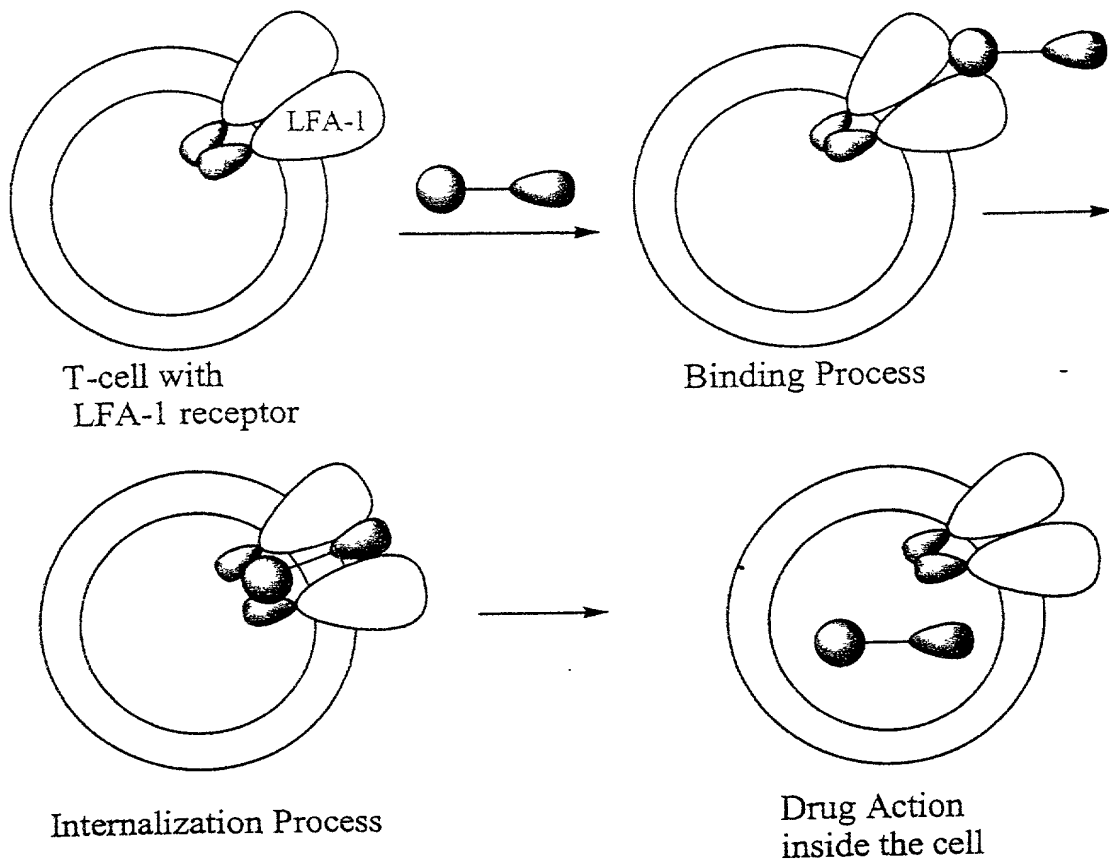 LFA-1
T-cell with
LFA-1 receptor
Binding Process
Internalization Process
Drug Action
inside the cell